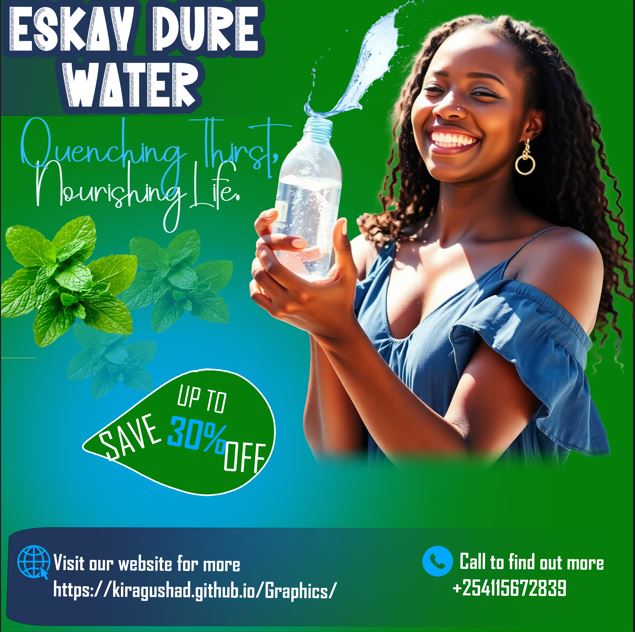 ESKAY PURE
WATER
Quenching Thirst,
Nourishing Life.
UP TO
SAVE 30% OFF
Visit our website for more
https://kiragushad.github.io/Graphics/
Call to find out more
+254115672839